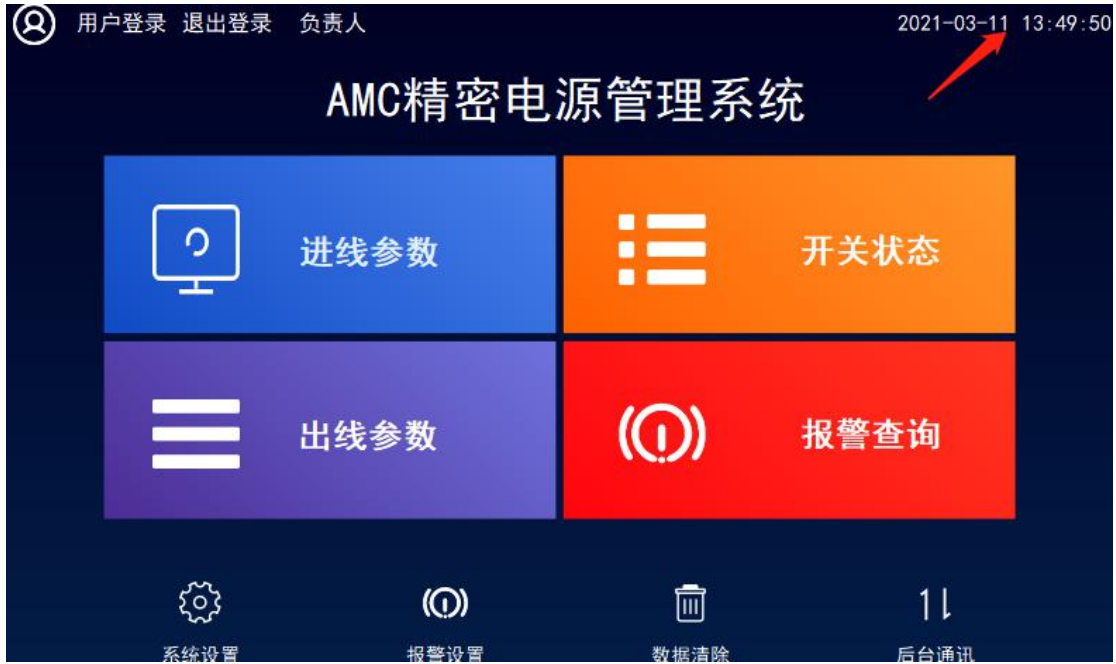 用户登录 退出登录 负责人 2021-03-11 13:49:50
AMC精密电源管理系统
进线参数 开关状态
出线参数 报警查询
系统设置 报警设置 数据清除 后台通讯